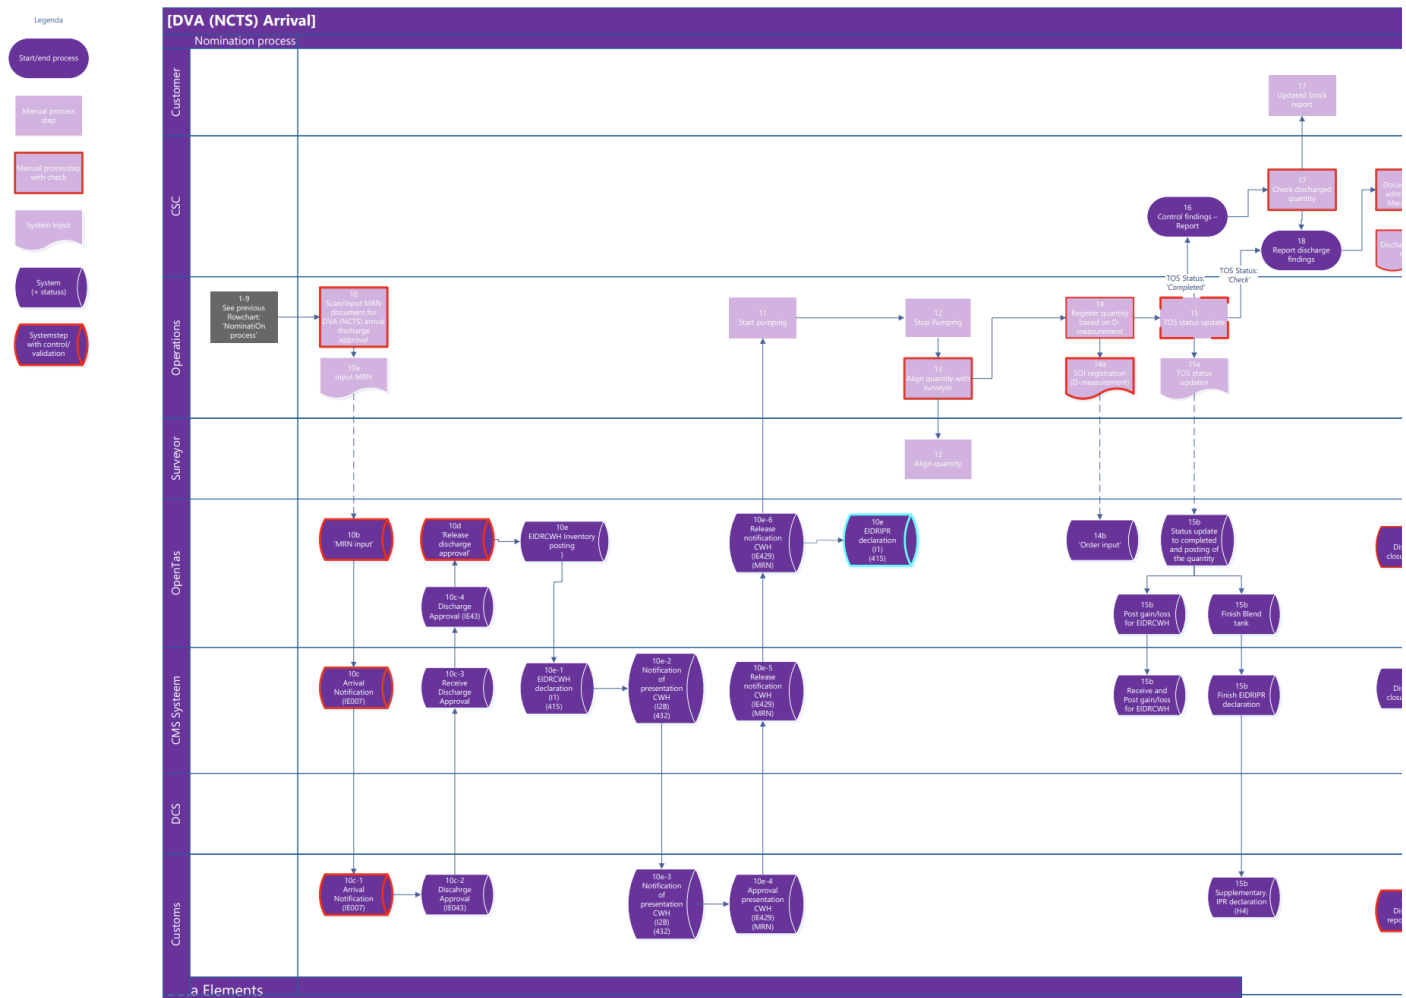 Legenda
Start/end process
Manual process
step
Manual processtap
with check
System Input
System
(+ statuss)
Systemstep
with control/
validation
[DVA (NCTS) Arrival]
Nomination process
Customer
17
Updated Stock
report
CSC
16
Control findings –
Report
17
Check discharged
quantity
18
Report discharge
findings
TOS Status:
'Completed'
TOS Status:
'Check'
Operations
1-9
See previous
flowchart:
'NominatiOn
process'
10
Scan/Input MRN
document for
DVA (NCTS) arrival
discharge
approval
10a
Input MRN
11
Start pumping
12
Stop Pumping
13
Align quantity with
surveyor
14
Register quantity
based on D-
measurement
14a
SOI registration
(D-measurement)
15
TOS status update
15a
TOS status
updaten
Surveyor
13
Align quantity
OpenTas
10b
'MRN input'
10d
'Release
discharge
approval'
10e
EIDRCWH Inventory
posting
)
10c-4
Discharge
Approval (IE43)
10e-6
Release
notification
CWH
(IE429)
(MRN)
10e
EIDRIPR
declaration
(I1)
(415)
14b
'Order input'
15b
Status update
to completed
and posting of
the quantity
15b
Post gain/loss
for EIDRCWH
15b
Finish Blend
tank
CMS Systeem
10c
Arrival
Notification
(IE007)
10c-3
Receive
Discharge
Approval
10e-1
EIDRCWH
declaration
(I1)
(415)
10e-2
Notification
of
presentation
CWH
(I2B)
(432)
10e-5
Release
notification
CWH
(IE429)
(MRN)
15b
Receive and
Post gain/loss
for EIDRCWH
15b
Finish EIDRIPR
declaration
DCS
Customs
10c-1
Arrival
Notification
(IE007)
10c-2
Discahrge
Approval
(IE043)
10e-3
Notification
of
presentation
CWH
(I2B)
(432)
10e-4
Approval
presentation
CWH
(IE429)
(MRN)
15b
Supplementary.
IPR declaration
(H4)
a Elements